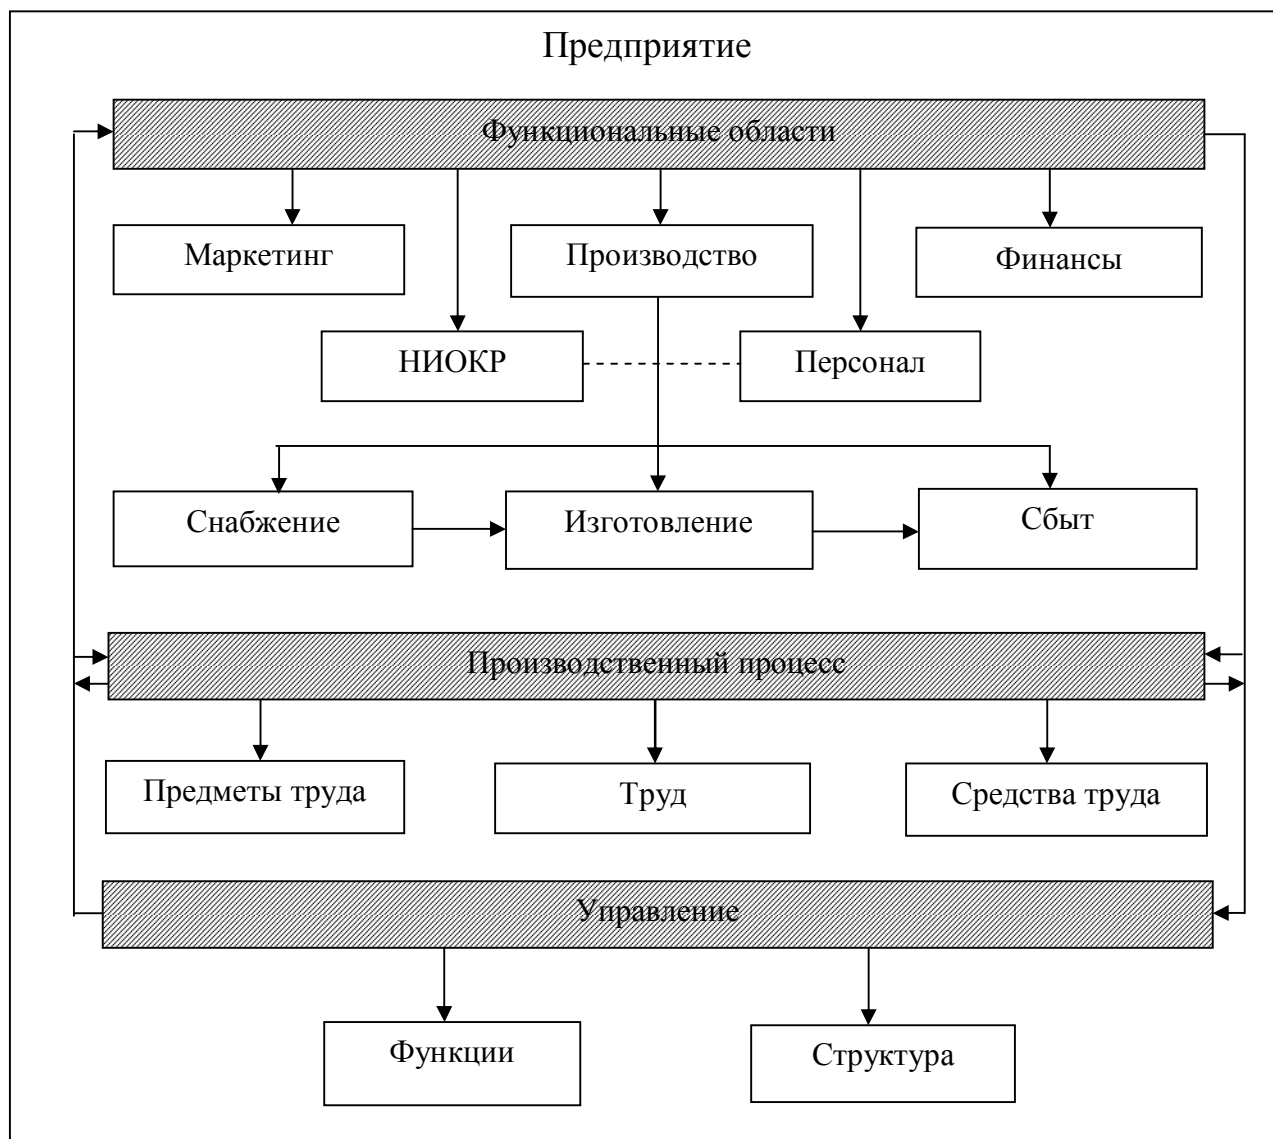 Предприятие
Функциональные области
Маркетинг
Производство
Финансы
НИОКР
Персонал
Снабжение
Изготовление
Сбыт
Производственный процесс
Предметы труда
Труд
Средства труда
Управление
Функции
Структура